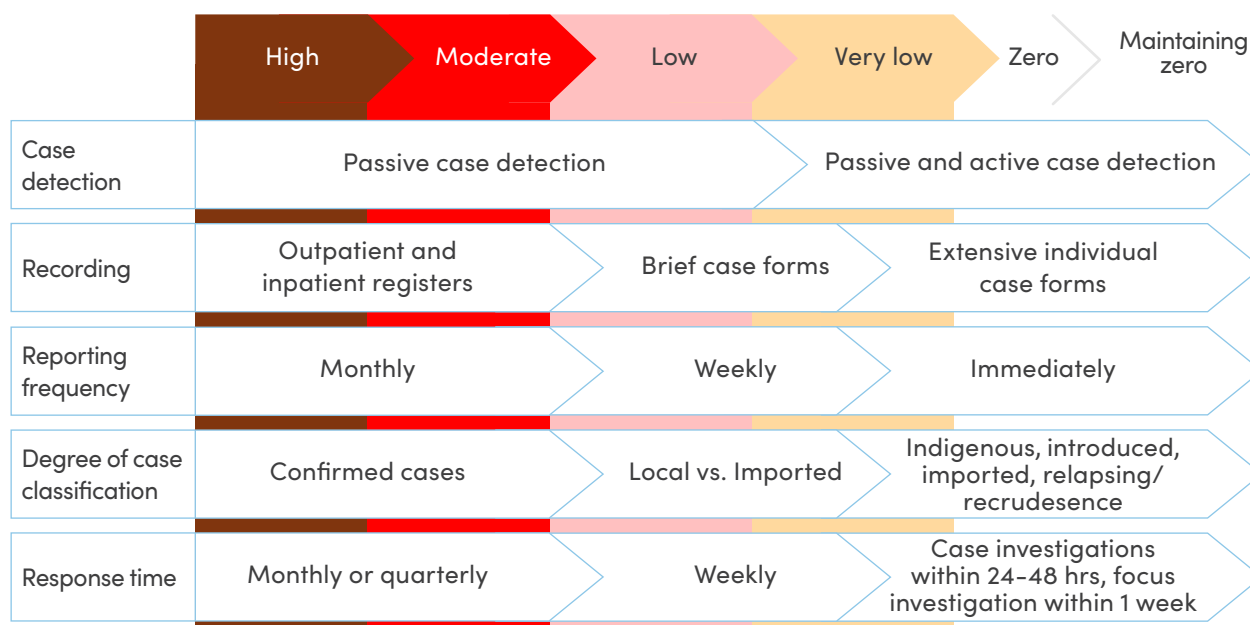 High
Moderate
Low
Very low
Zero
Maintaining
zero
Case
detection
Passive case detection
Passive and active case detection
Recording
Outpatient and
inpatient registers
Brief case forms
Extensive individual
case forms
Reporting
frequency
Monthly
Weekly
Immediately
Degree of case
classification
Confirmed cases
Local vs. Imported
Indigenous, introduced,
imported, relapsing/
recrudesence
Response time
Monthly or quarterly
Weekly
Case investigations
within 24-48 hrs, focus
investigation within 1 week